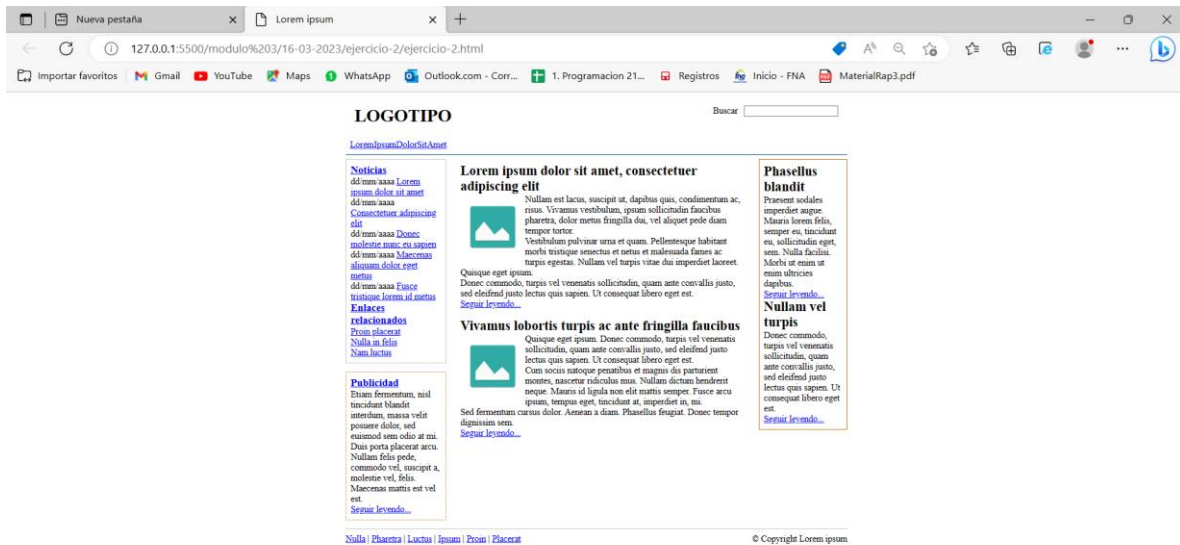 Nueva pestaña
Lorem ipsum
127.0.0.1:5500/modulo%203/16-03-2023/ejercicio-2/ejercicio-2.html
Importar favoritos
Gmail
YouTube
Maps
WhatsApp
Outlook.com - Corr...
1. Programacion 21...
Registros
Inicio - FNA
MaterialRap3.pdf
LOGOTIPO
Buscar
LoremIpsumDolorSitAmet
Noticias
dd/mm/aaaa Lorem
ipsum dolor sit amet
dd/mm/aaaa
Consectetuer adipiscing
elit
dd/mm/aaaa Donec
molestie nunc eu sapien
dd/mm/aaaa Maecenas
aliquam dolor eget
metus
dd/mm/aaaa Fusce
tristique lorem id metus
Enlaces
relacionados
Proin placerat
Nulla in felis
Nam luctus
Publicidad
Etiam fermentum, nisl
tincidunt blandit
interdum, massa velit
posuere dolor, sed
euismod sem odio at mi.
Duis porta placerat arcu.
Nullam felis pede,
commodo vel, suscipit a,
molestie vel, felis.
Maecenas mattis est vel
est.
Seguir leyendo...
Lorem ipsum dolor sit amet, consectetuer
adipiscing elit
Nullam est lacus, suscipit ut, dapibus quis, condimentum ac,
risus. Vivamus vestibulum, ipsum sollicitudin faucibus
pharetra, dolor metus fringilla dui, vel aliquet pede diam
tempor tortor.
Vestibulum pulvinar urna et quam. Pellentesque habitant
morbi tristique senectus et netus et malesuada fames ac
turpis egestas. Nullam vel turpis vitae dui imperdiet laoreet.
Quisque eget ipsum.
Donec commodo, turpis vel venenatis sollicitudin, quam ante convallis justo,
sed eleifend justo lectus quis sapien. Ut consequat libero eget est.
Seguir leyendo...
Vivamus lobortis turpis ac ante fringilla faucibus
Quisque eget ipsum. Donec commodo, turpis vel venenatis
sollicitudin, quam ante convallis justo, sed eleifend justo
lectus quis sapien. Ut consequat libero eget est.
Cum sociis natoque penatibus et magnis dis parturient
montes, nascetur ridiculus mus. Nullam dictum hendrerit
neque. Mauris id ligula non elit mattis semper. Fusce arcu
ipsum, tempus eget, tincidunt at, imperdiet in, mi.
Sed fermentum cursus dolor. Aenean a diam. Phasellus feugiat. Donec tempor
dignissim sem.
Seguir leyendo...
Phasellus
blandit
Praesent sodales
imperdiet augue.
Mauris lorem felis,
semper eu, tincidunt
eu, sollicitudin eget,
sem. Nulla facilisi.
Morbi ut enim ut
enim ultricies
dapibus.
Seguir leyendo...
Nullam vel
turpis
Donec commodo,
turpis vel venenatis
sollicitudin, quam
ante convallis justo,
sed eleifend justo
lectus quis sapien. Ut
consequat libero eget
est.
Seguir leyendo...
Nulla | Pharetra | Luctus | Ipsum | Proin | Placerat
© Copyright Lorem ipsum